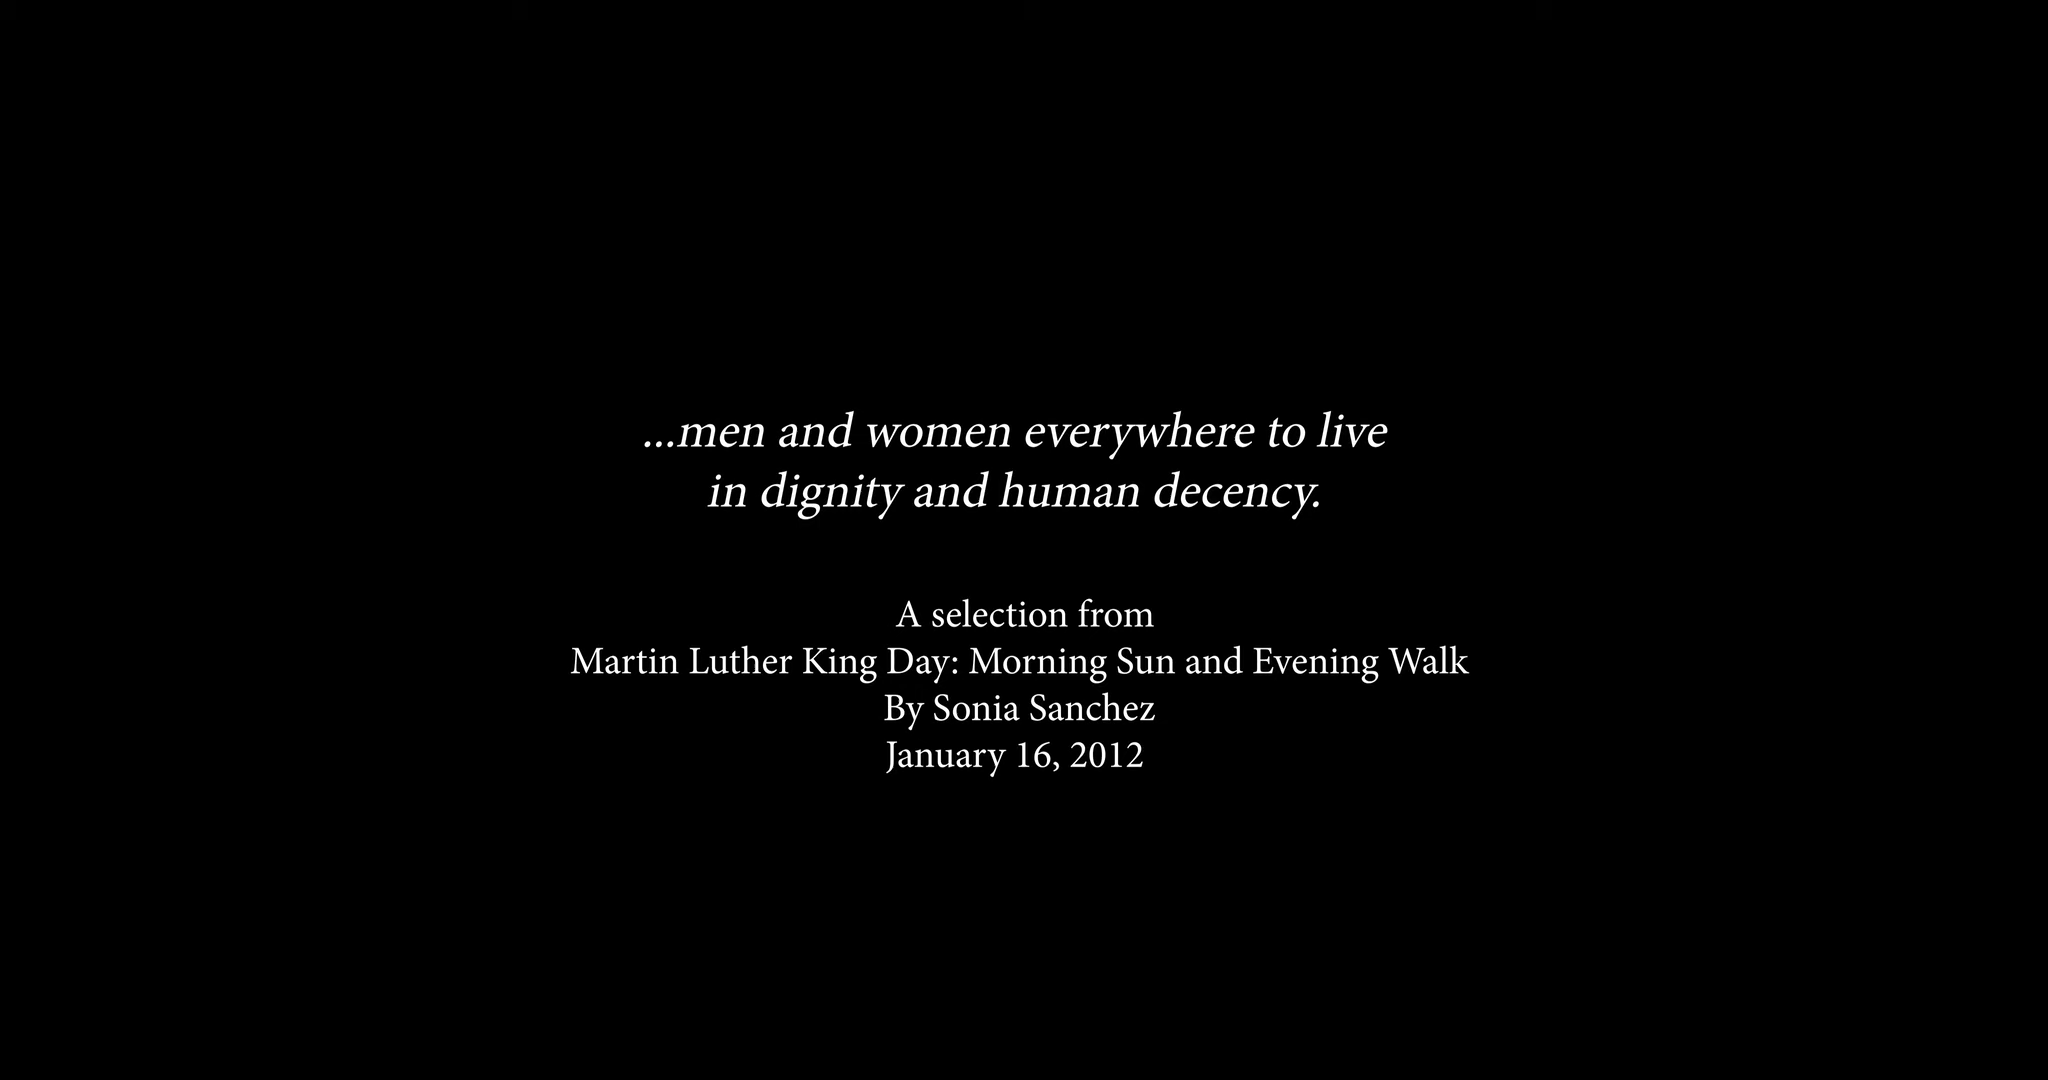 ...men and women everywhere to live
in dignity and human decency.
A selection from
Martin Luther King Day: Morning Sun and Evening Walk
By Sonia Sanchez
January 16, 2012